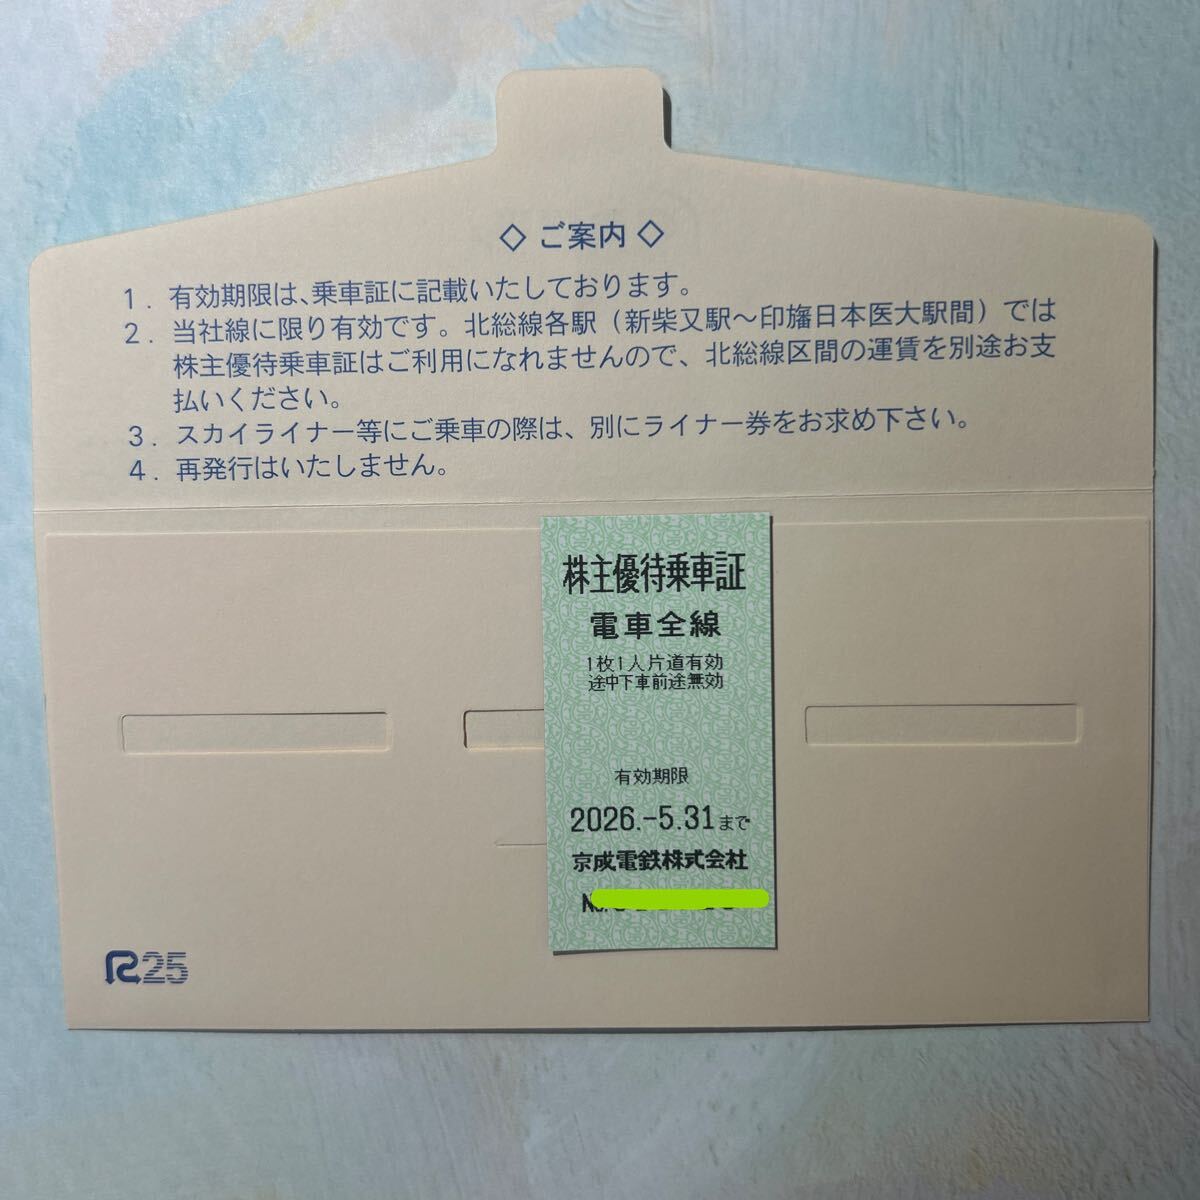 ◇ ご案内 ◇
1. 有効期限は、乗車証に記載いたしております。
2. 当社線に限り有効です。北総線各駅（新柴又駅～印旛日本医大駅間）では
株主優待乗車証はご利用になれませんので、北総線区間の運賃を別途お支
払いください。
3. スカイライナー等にご乗車の際は、別にライナー券をお求め下さい。
4. 再発行はいたしません。
株主優待乗車証
電車全線
1枚1人片道有効
途中下車前途無効
有効期限
2026.-5.31まで
京成電鉄株式会社
No.
R25